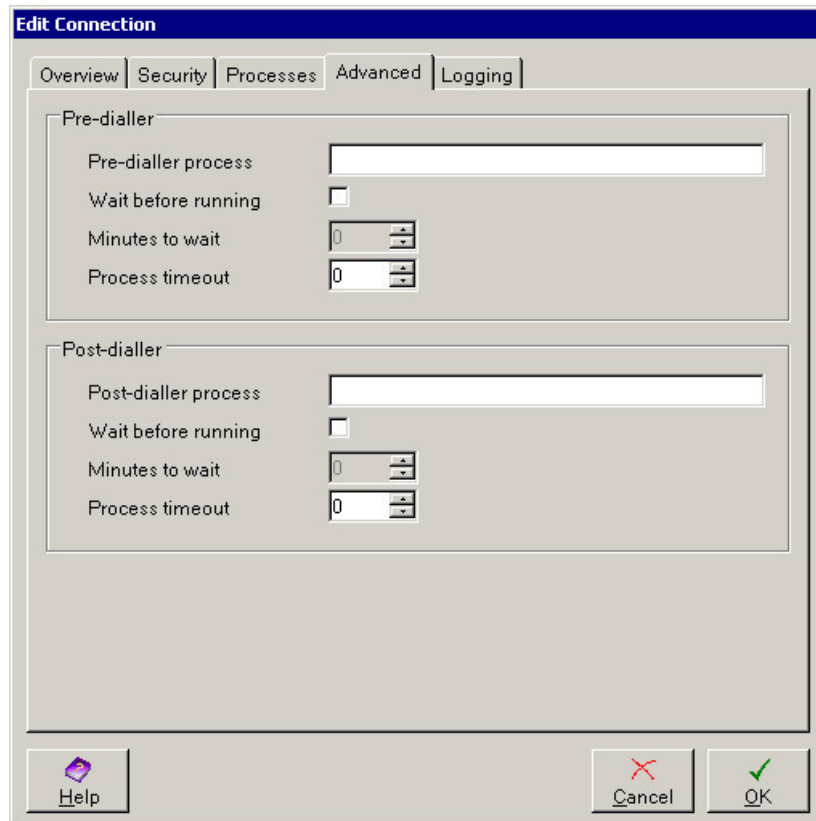 Edit Connection
Overview Security Processes Advanced Logging
Pre-dialler
Pre-dialler process
Wait before running
Minutes to wait 0
Process timeout 0
Post-dialler
Post-dialler process
Wait before running
Minutes to wait 0
Process timeout 0
Help Cancel OK